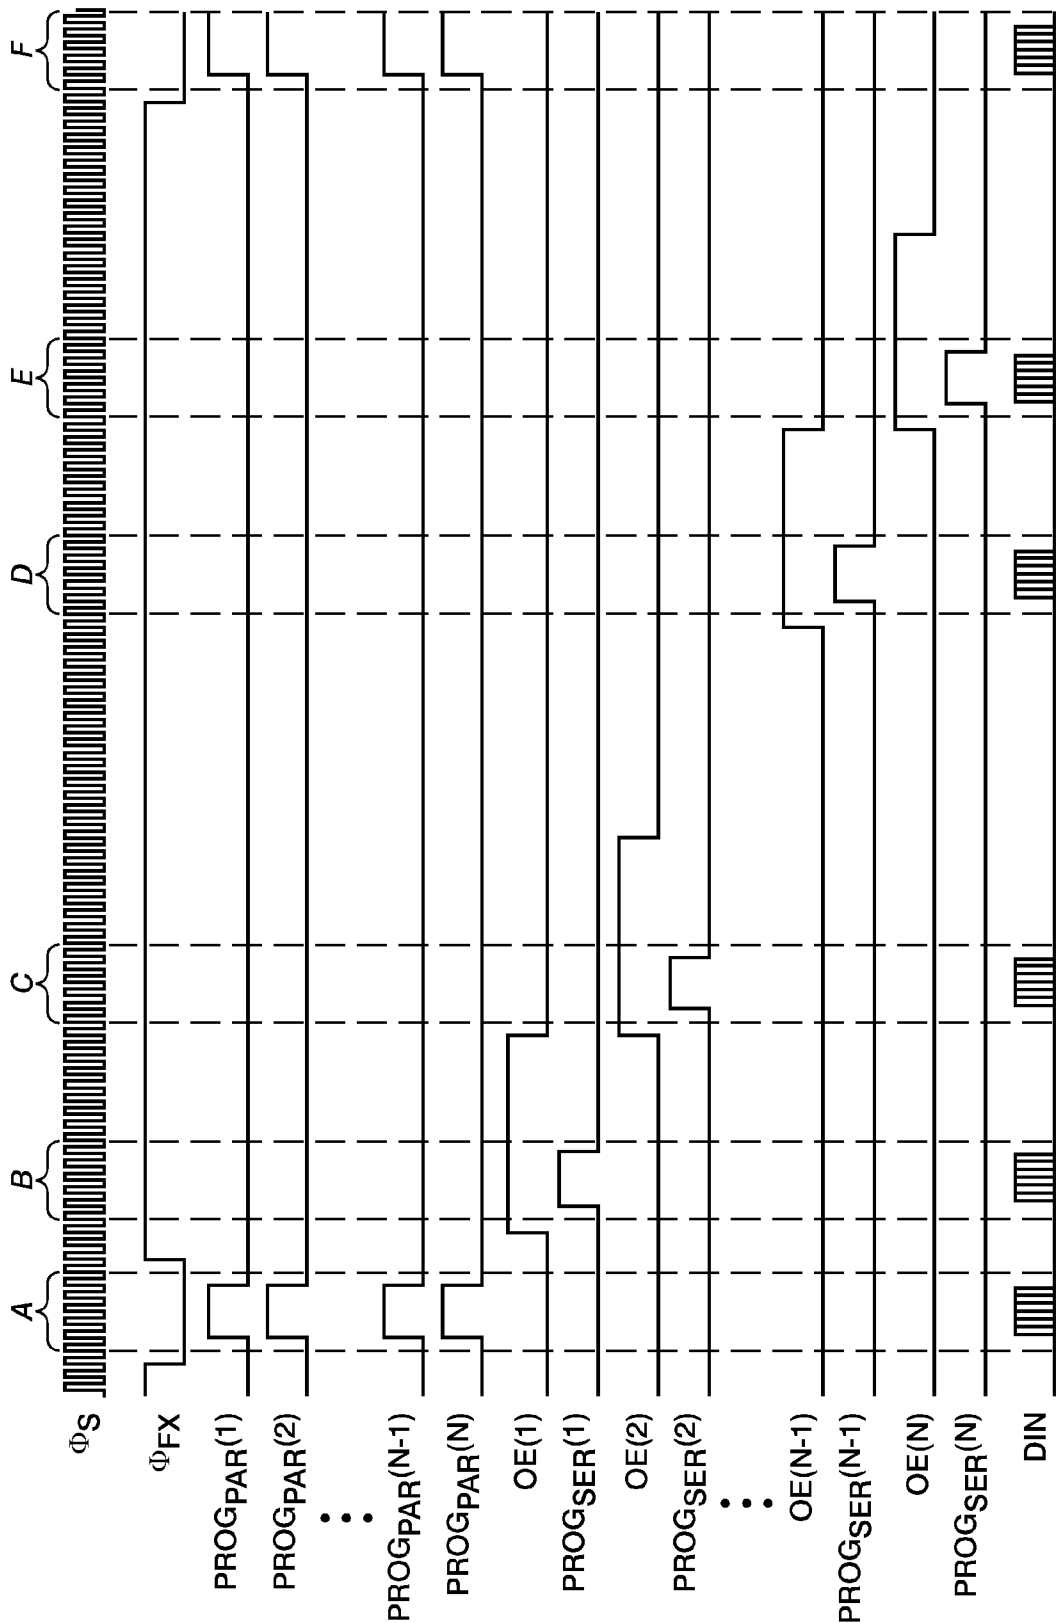 A
B
C
D
E
F
ΦS
ΦFX
PROGPAR(1)
PROGPAR(2)
PROGPAR(N-1)
PROGPAR(N)
OE(1)
PROGSER(1)
OE(2)
PROGSER(2)
OE(N-1)
PROGSER(N-1)
OE(N)
PROGSER(N)
DIN